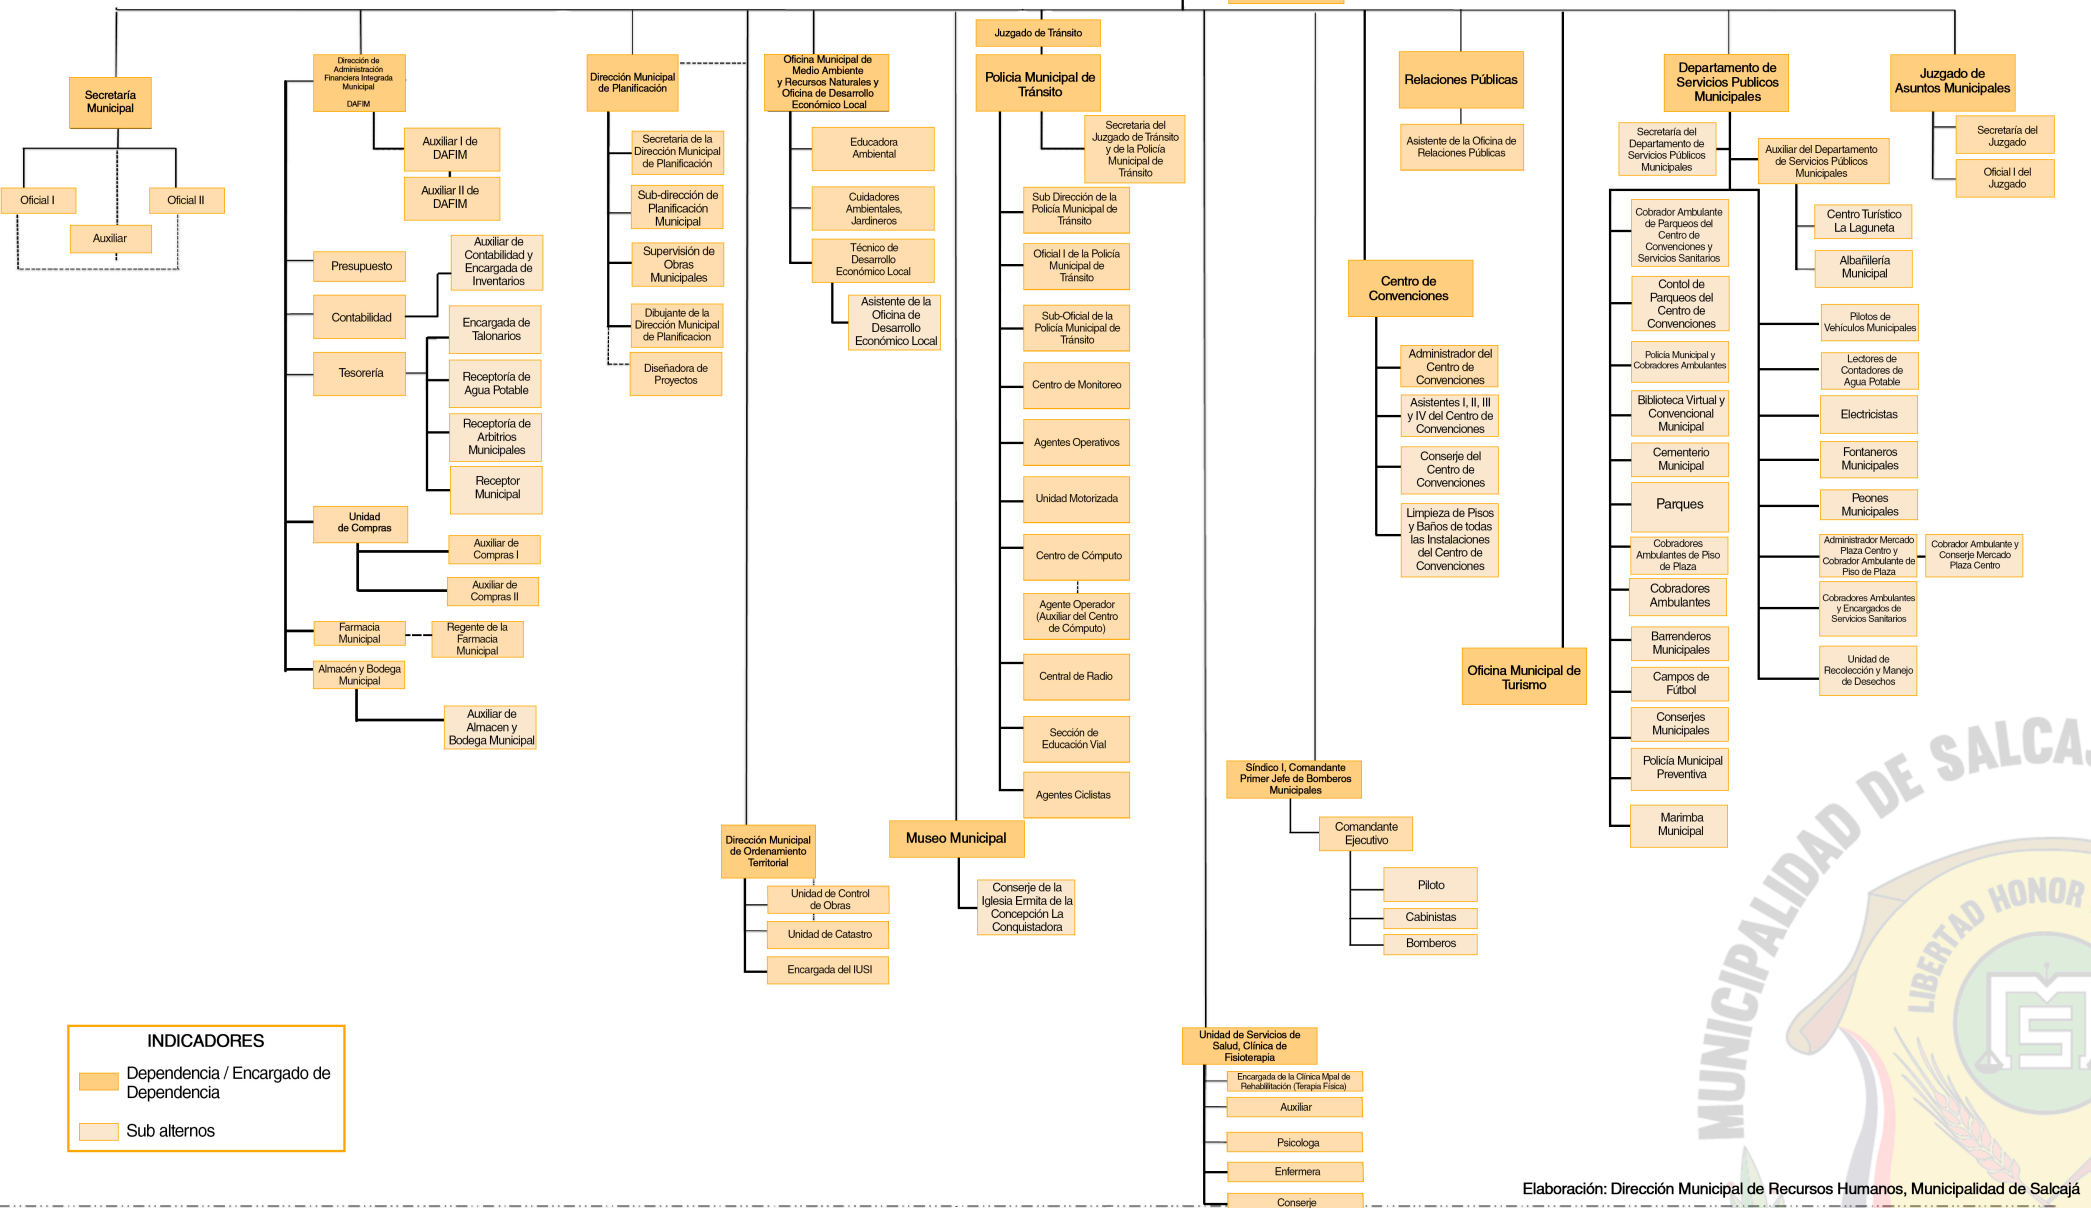 Secretaría
Municipal
Oficial I
Oficial II
Auxiliar
Dirección de
Administración
Financiera Integrada
Municipal
DAFIM
Auxiliar I de
DAFIM
Auxiliar II de
DAFIM
Presupuesto
Contabilidad
Auxiliar de
Contabilidad y
Encargada de
Inventarios
Tesorería
Encargada de
Talonarios
Receptoría de
Agua Potable
Receptoría de
Arbitrios
Municipales
Receptor
Municipal
Unidad
de Compras
Auxiliar de
Compras I
Auxiliar de
Compras II
Farmacia
Municipal
Regente de la
Farmacia
Municipal
Almacén y Bodega
Municipal
Auxiliar de
Almacen y
Bodega Municipal
Dirección Municipal
de Planificación
Secretaria de la
Dirección Municipal
de Planificación
Sub-dirección de
Planificación
Municipal
Supervisión de
Obras
Municipales
Dibujante de la
Dirección Municipal
de Planificacion
Diseñadora de
Proyectos
Dirección Municipal
de Ordenamiento
Territorial
Unidad de Control
de Obras
Unidad de Catastro
Encargada del IUSI
Oficina Municipal de
Medio Ambiente
y Recursos Naturales y
Oficina de Desarrollo
Económico Local
Educadora
Ambiental
Cuidadores
Ambientales,
Jardineros
Técnico de
Desarrollo
Económico Local
Asistente de la
Oficina de
Desarrollo
Económico Local
Museo Municipal
Conserje de la
Iglesia Ermita de la
Concepción La
Conquistadora
Juzgado de Tránsito
Policia Municipal de
Tránsito
Secretaria del
Juzgado de Tránsito
y de la Policía
Municipal de
Tránsito
Sub Dirección de la
Policía Municipal de
Tránsito
Oficial I de la Policía
Municipal de
Tránsito
Sub-Oficial de la
Policía Municipal de
Tránsito
Centro de Monitoreo
Agentes Operativos
Unidad Motorizada
Centro de Cómputo
Agente Operador
(Auxiliar del Centro
de Cómputo)
Central de Radio
Sección de
Educación Vial
Agentes Ciclistas
Unidad de Servicios de
Salud, Clínica de
Fisioterapia
Encargada de la Clínica Mpal de
Rehabllilitación (Terapia Física)
Auxiliar
Psicologa
Enfermera
Conserje
Síndico I, Comandante
Primer Jefe de Bomberos
Municipales
Comandante
Ejecutivo
Piloto
Cabinistas
Bomberos
Centro de
Convenciones
Administrador del
Centro de
Convenciones
Asistentes I, II, III
y IV del Centro de
Convenciones
Conserje del
Centro de
Convenciones
Limpieza de Pisos
y Baños de todas
las Instalaciones
del Centro de
Convenciones
Relaciones Públicas
Asistente de la Oficina de
Relaciones Públicas
Oficina Municipal de
Turismo
Departamento de
Servicios Publicos
Municipales
Secretaría del
Departamento de
Servicios Públicos
Municipales
Auxiliar del Departamento
de Servicios Públicos
Municipales
Centro Turístico
La Laguneta
Albañilería
Municipal
Cobrador Ambulante
de Parqueos del
Centro de
Convenciones y
Servicios Sanitarios
Contol de
Parqueos del
Centro de
Convenciones
Policia Municipal y
Cobradores Ambulantes
Biblioteca Virtual y
Convencional
Municipal
Cementerio
Municipal
Parques
Cobradores
Ambulantes de Piso
de Plaza
Cobradores
Ambulantes
Barrenderos
Municipales
Campos de
Fútbol
Conserjes
Municipales
Policía Municipal
Preventiva
Marimba
Municipal
Pilotos de
Vehículos Municipales
Lectores de
Contadores de
Agua Potable
Electricistas
Fontaneros
Municipales
Peones
Municipales
Administrador Mercado
Plaza Centro y
Cobrador Ambulante de
Piso de Plaza
Cobrador Ambulante y
Conserje Mercado
Plaza Centro
Cobradores Ambulantes
y Encargados de
Servicios Sanitarios
Unidad de
Recolección y Manejo
de Desechos
Juzgado de
Asuntos Municipales
Secretaría del
Juzgado
Oficial I del
Juzgado
INDICADORES
Dependencia / Encargado de
Dependencia
Sub alternos
MUNICIPALIDAD DE SALCAJ
LIBERTAD HONOR
Elaboración: Dirección Municipal de Recursos Humanos, Municipalidad de Salcajá